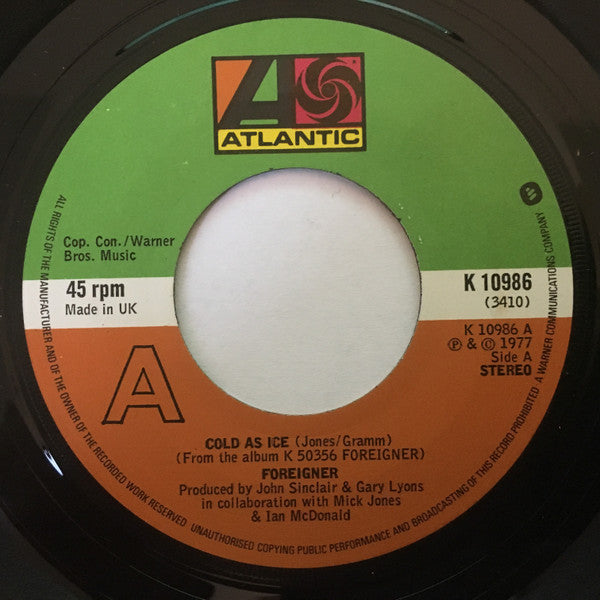 ATLANTIC
Cop. Con./Warner
Bros. Music
45 rpm
Made in UK
K 10986
(3410)
K 10986 A
℗ & © 1977
Side A
STEREO
A
COLD AS ICE (Jones/Gramm)
(From the album K 50356 FOREIGNER)
FOREIGNER
Produced by John Sinclair & Gary Lyons
in collaboration with Mick Jones
& Ian McDonald
ALL RIGHTS OF THE MANUFACTURER AND OF THE OWNER OF THE RECORDED WORK RESERVED UNAUTHORISED COPYING PUBLIC PERFORMANCE AND BROADCASTING OF THIS RECORD PROHIBITED A WARNER COMMUNICATIONS COMPANY